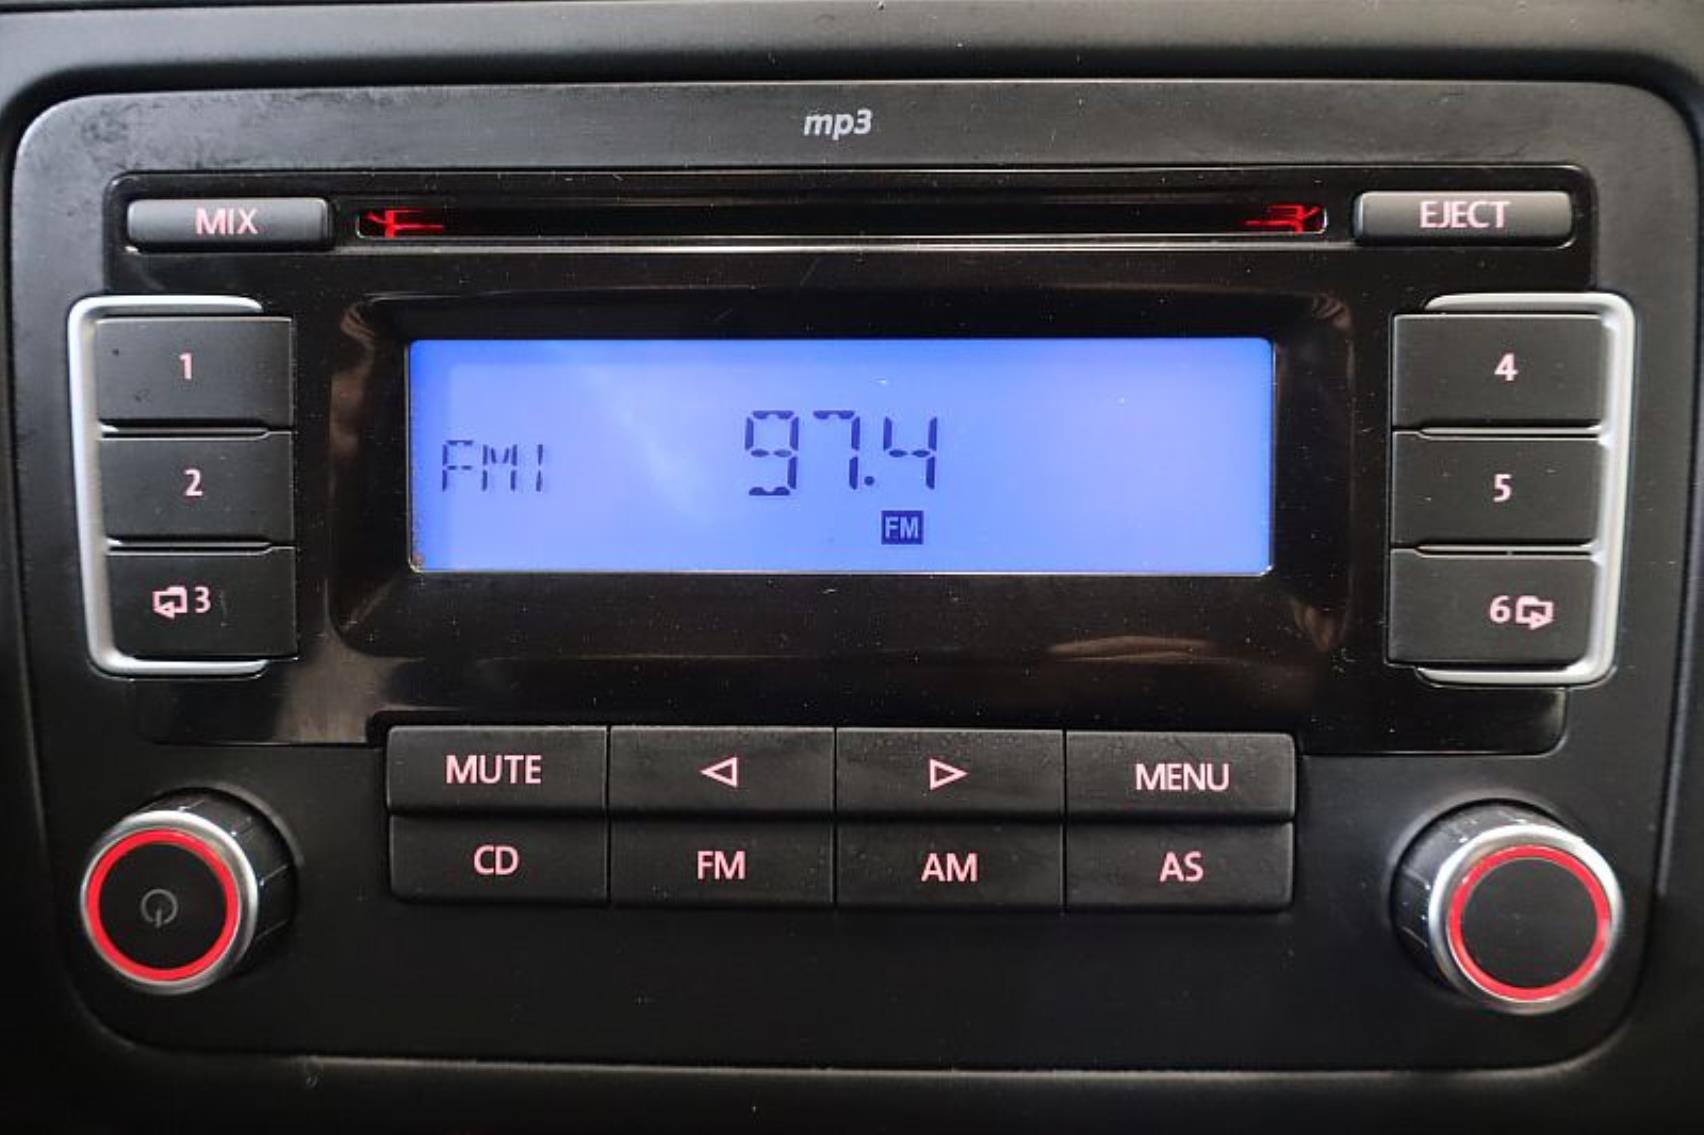 mp3
MIX EJECT
1 4
FM1 97.4
2 5
FM
3 6
MUTE MENU
CD FM AM AS